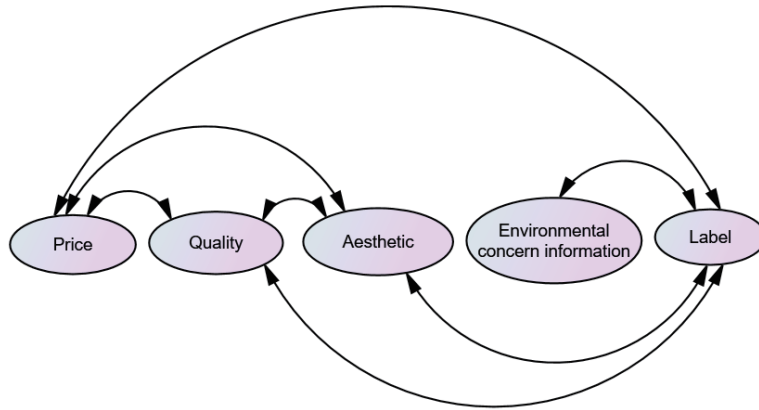 Price
Quality
Aesthetic
Environmental
concern information
Label